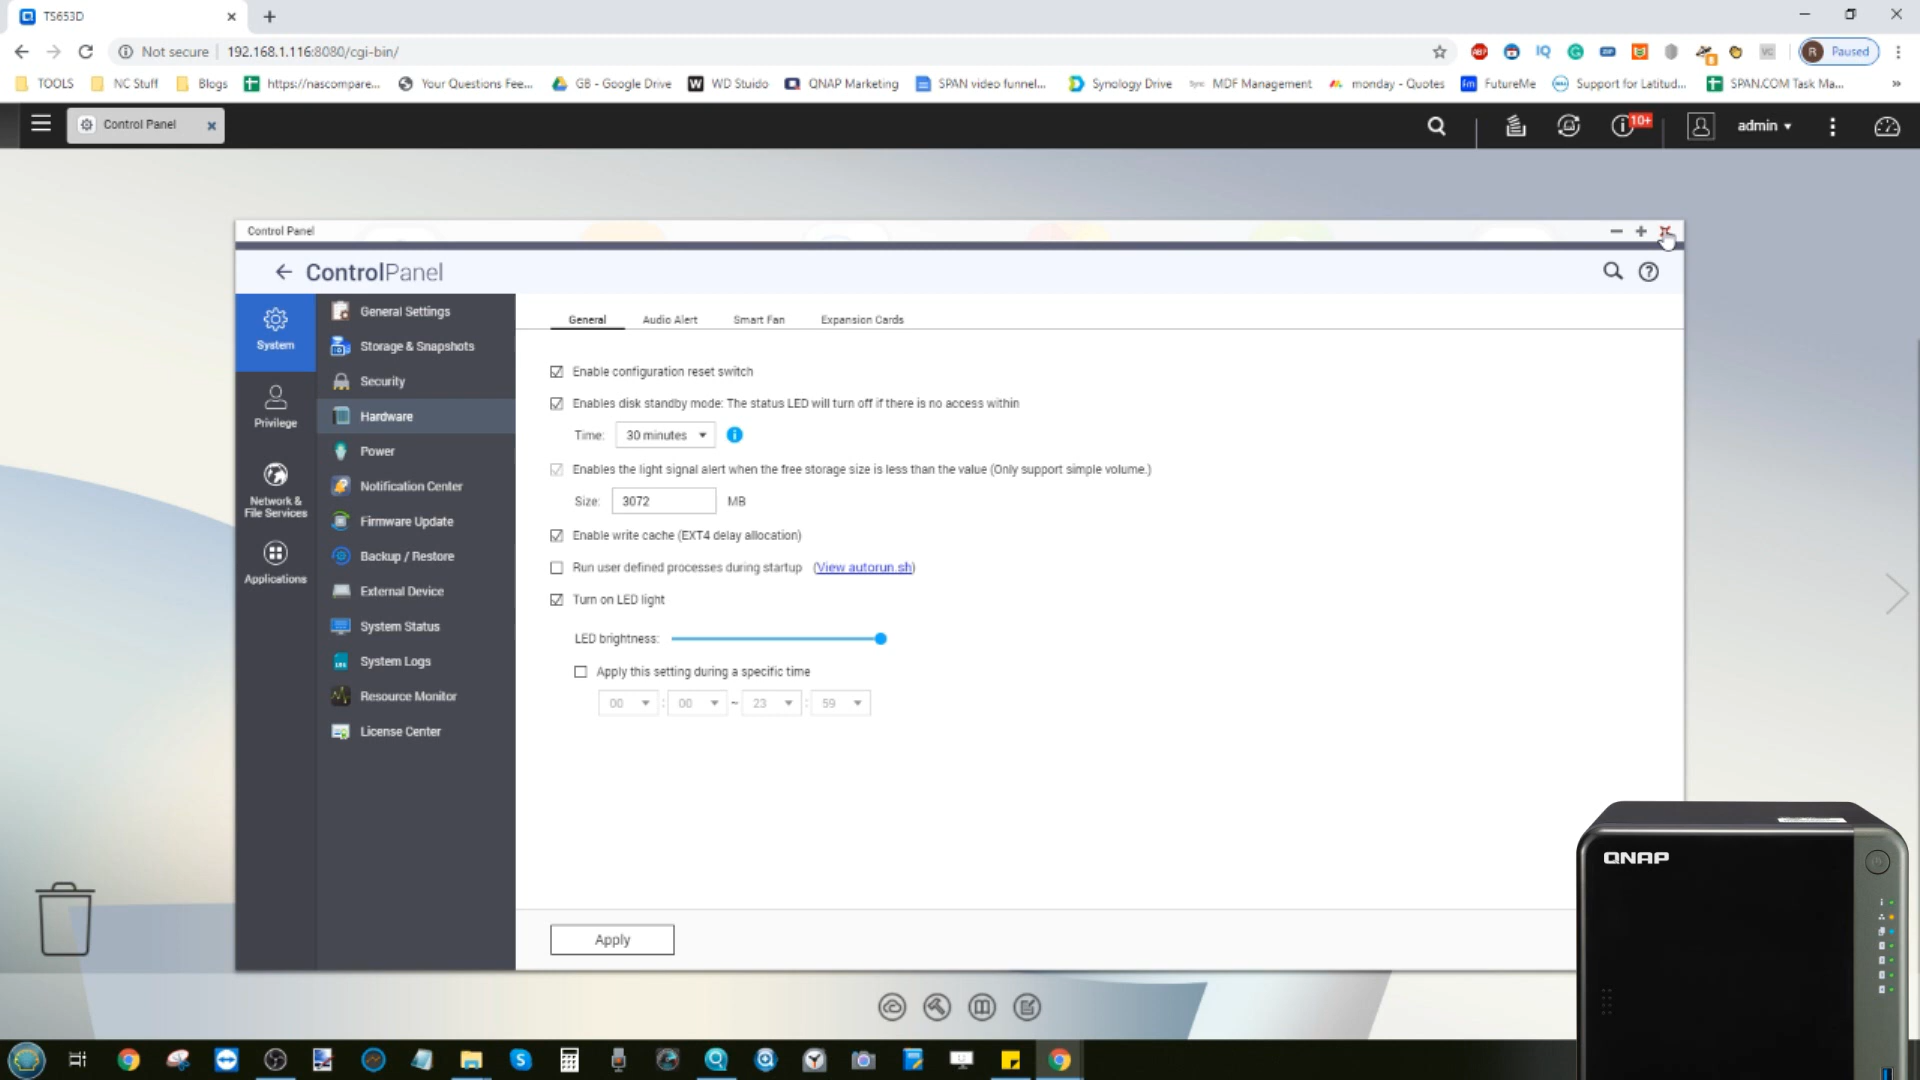 TS653D
Not secure 192.168.1.116:8080/cgi-bin/
Paused
TOOLS NC Stuff Blogs https://nascompare... Your Questions Fee... GB - Google Drive WD Stuido QNAP Marketing SPAN video funnel... Synology Drive MDF Management monday - Quotes FutureMe Support for Latitud... SPAN.COM Task Ma... »
Control Panel
10+
admin
Control Panel
ControlPanel
System
Privilege
Network &
File Services
Applications
General Settings
Storage & Snapshots
Security
Hardware
Power
Notification Center
Firmware Update
Backup / Restore
External Device
System Status
System Logs
Resource Monitor
License Center
General Audio Alert Smart Fan Expansion Cards
Enable configuration reset switch
Enables disk standby mode: The status LED will turn off if there is no access within
Time: 30 minutes
Enables the light signal alert when the free storage size is less than the value (Only support simple volume.)
Size: 3072 MB
Enable write cache (EXT4 delay allocation)
Run user defined processes during startup (View autorun.sh)
Turn on LED light
LED brightness:
Apply this setting during a specific time
00 : 00 ~ 23 : 59
Apply
QNAP